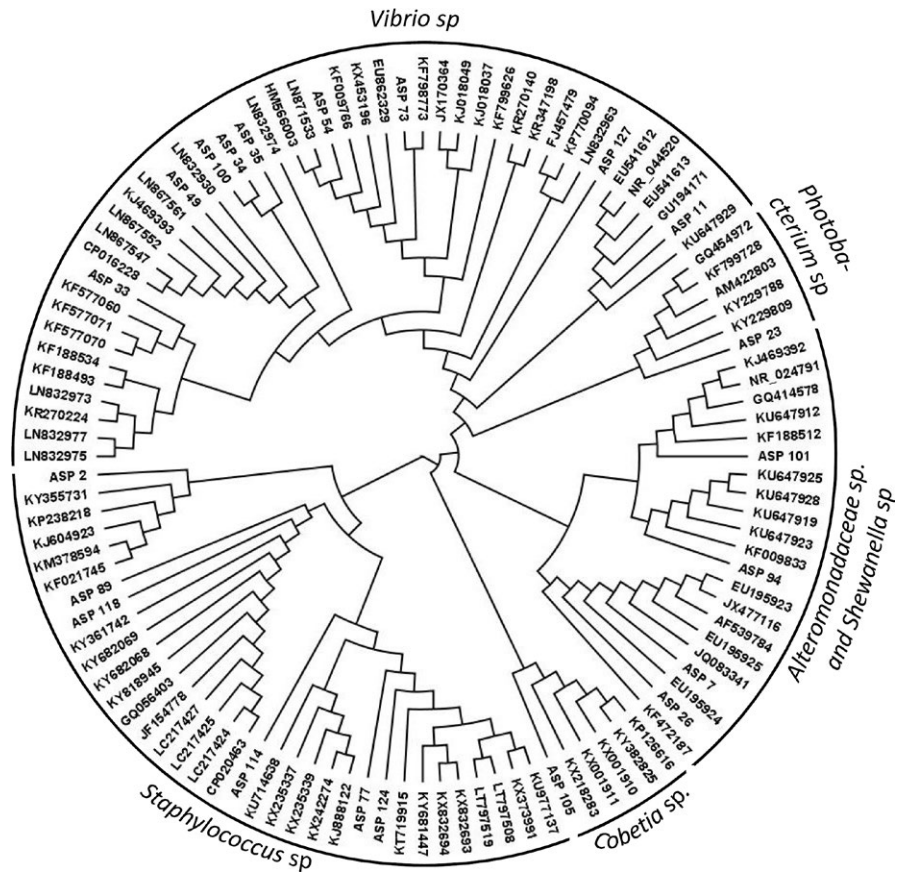 Vibrio sp
Photoba-
cterium sp
Alteromonadaceae sp.
and Shewanella sp
Cobetia sp.
Staphylococcus sp
KF798773
JX170364
KJ018049
KJ018037
KF799626
KR270140
KR347198
FJ457479
KP770094
LN832963
ASP 127
EU541612
NR_044520
EU541613
GU194171
ASP 11
KU647929
GQ454972
KF799728
AM422803
KY229788
KY229809
ASP 23
KJ469392
NR_024791
GQ414578
KU647912
KF188512
ASP 101
KU647925
KU647928
KU647919
KU647923
KF009833
ASP 94
EU195923
JX477116
AF539784
EU195925
JQ083341
ASP 7
EU195924
ASP 26
KF472187
KP126616
KY382825
KX001910
KX001911
KX218283
ASP 105
KU977137
KX373991
LT797508
LT797519
KX832693
KX832694
KY681447
KT719915
ASP 124
ASP 77
KJ888122
KX242274
KX235339
KX235337
KU714638
ASP 114
CP020463
LC217424
LC217425
LC217427
JF154778
GQ056403
KY818945
KY682068
KY682069
KY361742
ASP 118
ASP 89
KF021745
KM378594
KJ604923
KP238218
KY355731
ASP 2
LN832975
LN832977
KR270224
LN832973
KF188493
KF188534
KF577070
KF577071
KF577060
ASP 33
CP016228
LN867547
LN867552
KJ469393
LN867561
ASP 49
LN832930
ASP 100
ASP 34
ASP 35
LN832974
HM566003
LN871533
ASP 54
KF009766
KX453196
EU862329
ASP 73